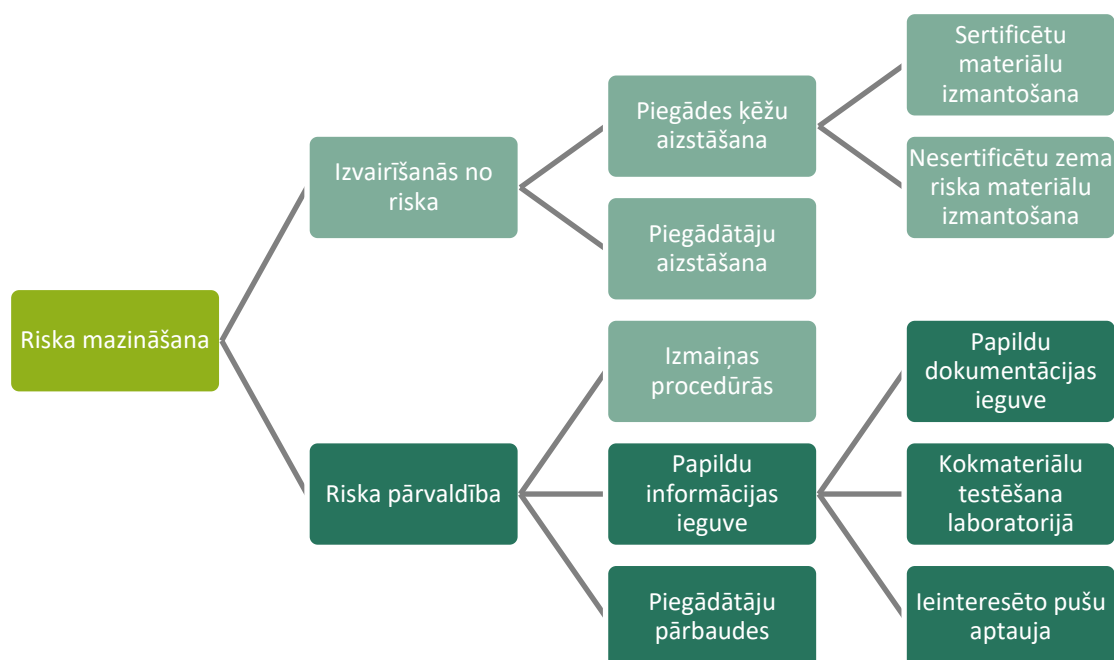 Sertificētu
materiālu
izmantošana
Piegādes ķēžu
aizstāšana
Nesertificētu zema
riska materiālu
izmantošana
Izvairīšanās no
riska
Piegādātāju
aizstāšana
Riska mazināšana
Izmaiņas
procedūrās
Papildu
dokumentācijas
ieguve
Riska pārvaldība
Papildu
informācijas
ieguve
Kokmateriālu
testēšana
laboratorijā
Piegādātāju
pārbaudes
Ieinteresēto pušu
aptauja